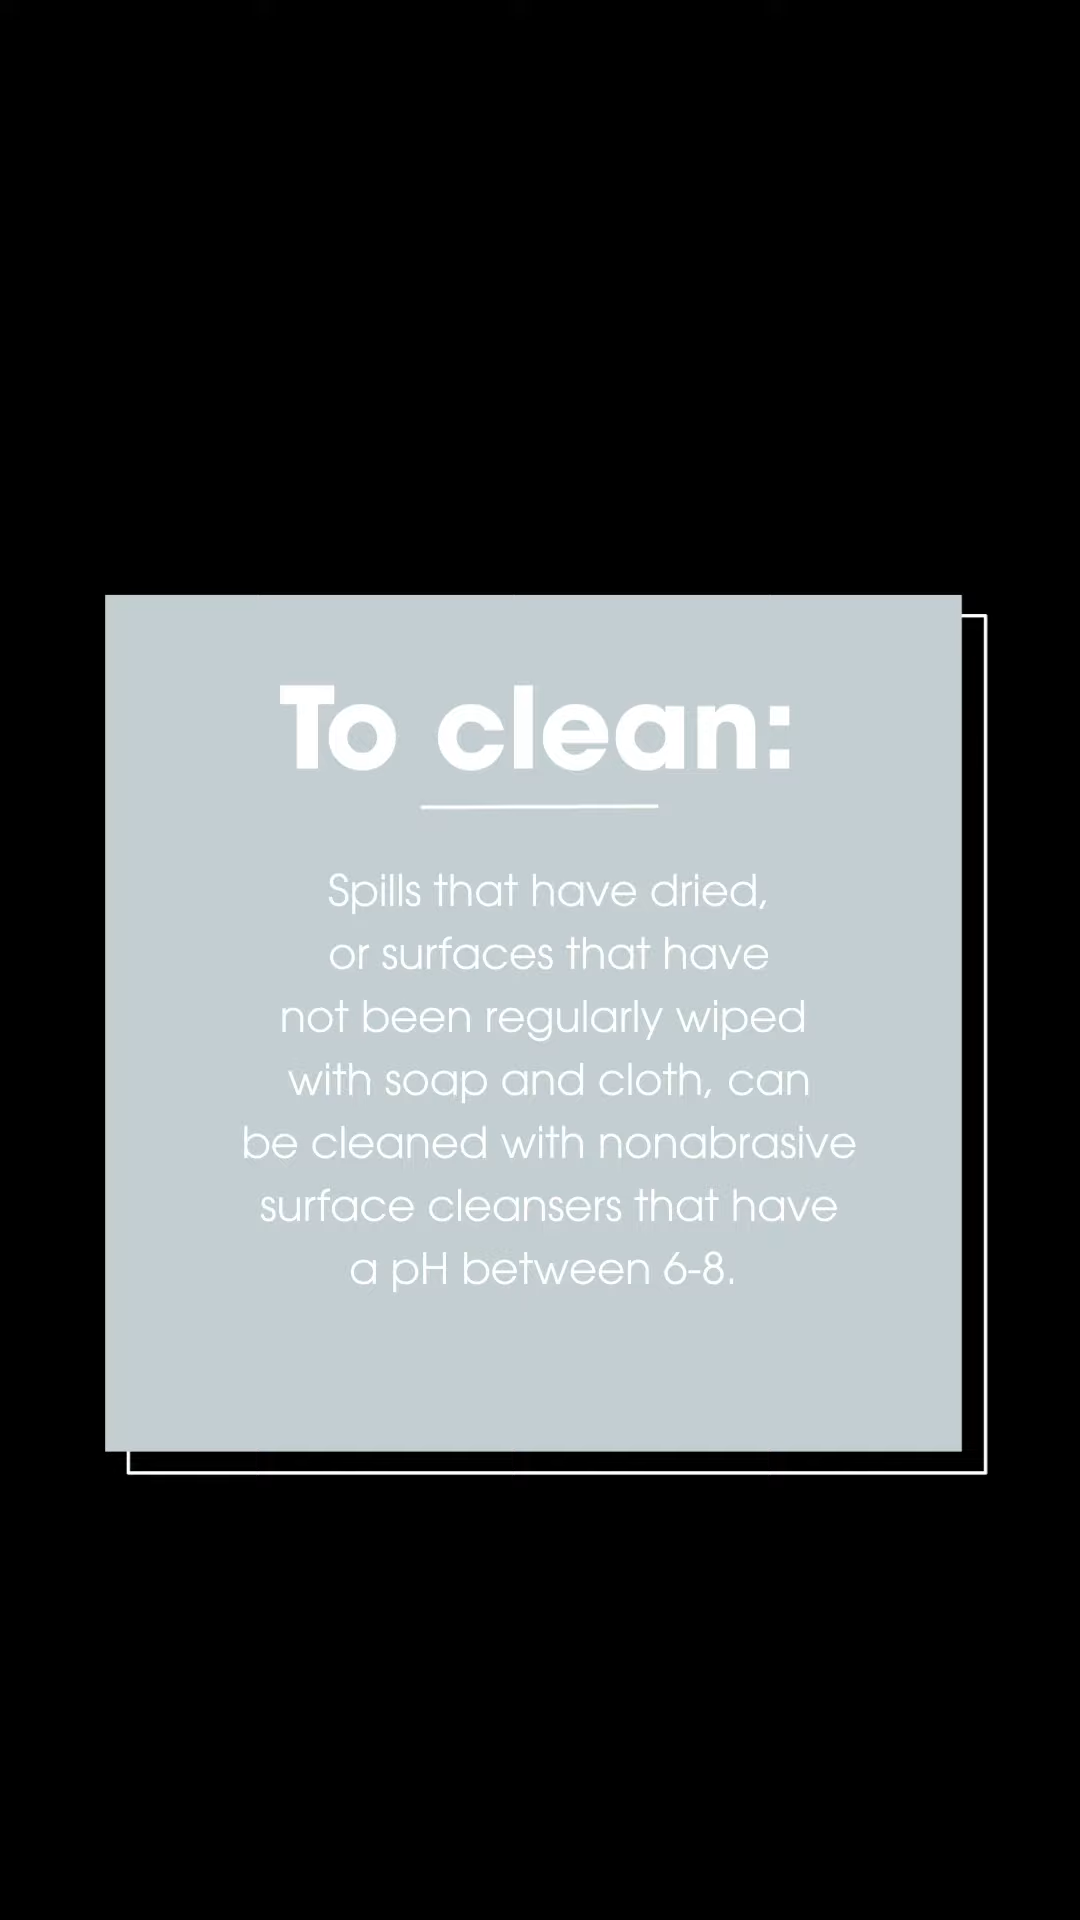 To clean:
Spills that have dried,
or surfaces that have
not been regularly wiped
with soap and cloth, can
be cleaned with nonabrasive
surface cleansers that have
a pH between 6-8.